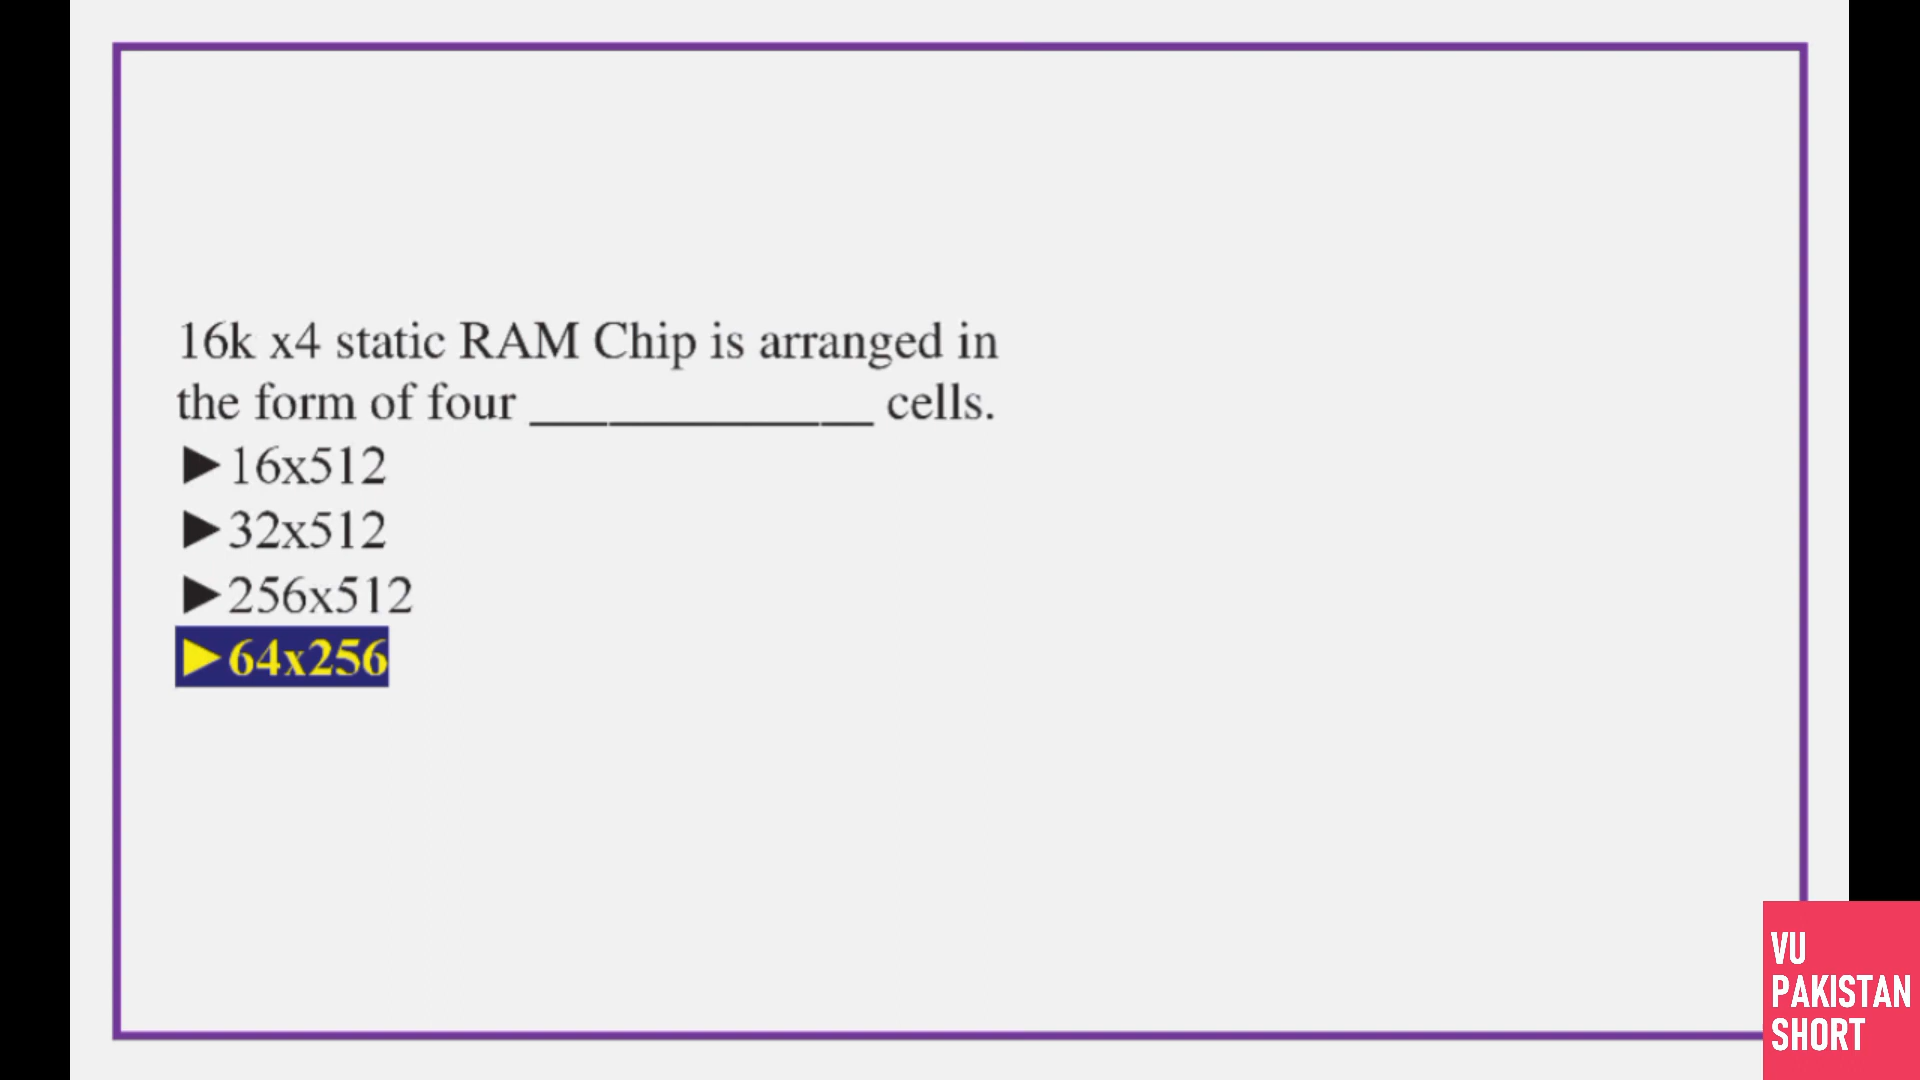 16k x4 static RAM Chip is arranged in
the form of four _____________ cells.
►16x512
►32x512
►256x512
►64x256
VU
PAKISTAN
SHORT